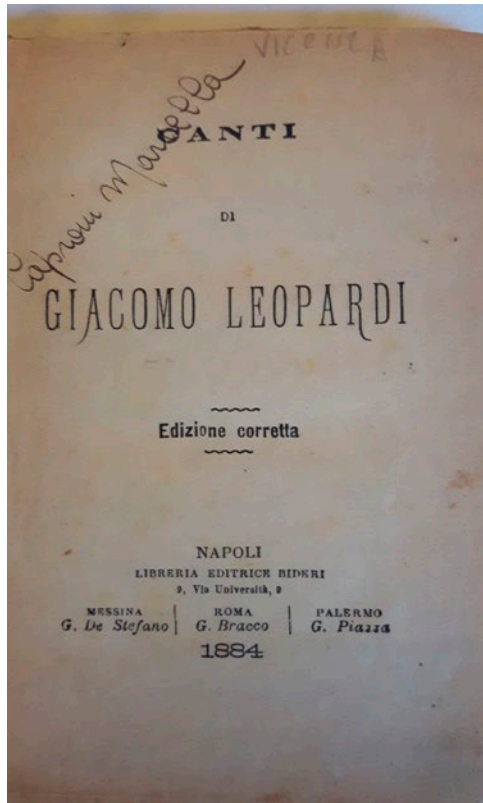 VICENZA
Caproni Marcella
CANTI
DI
GIACOMO LEOPARDI
Edizione corretta
NAPOLI
LIBRERIA EDITRICE BIDERI
9, Via Università, 9
MESSINA | ROMA | PALERMO
G. De Stefano | G. Bracco | G. Piazza
1884